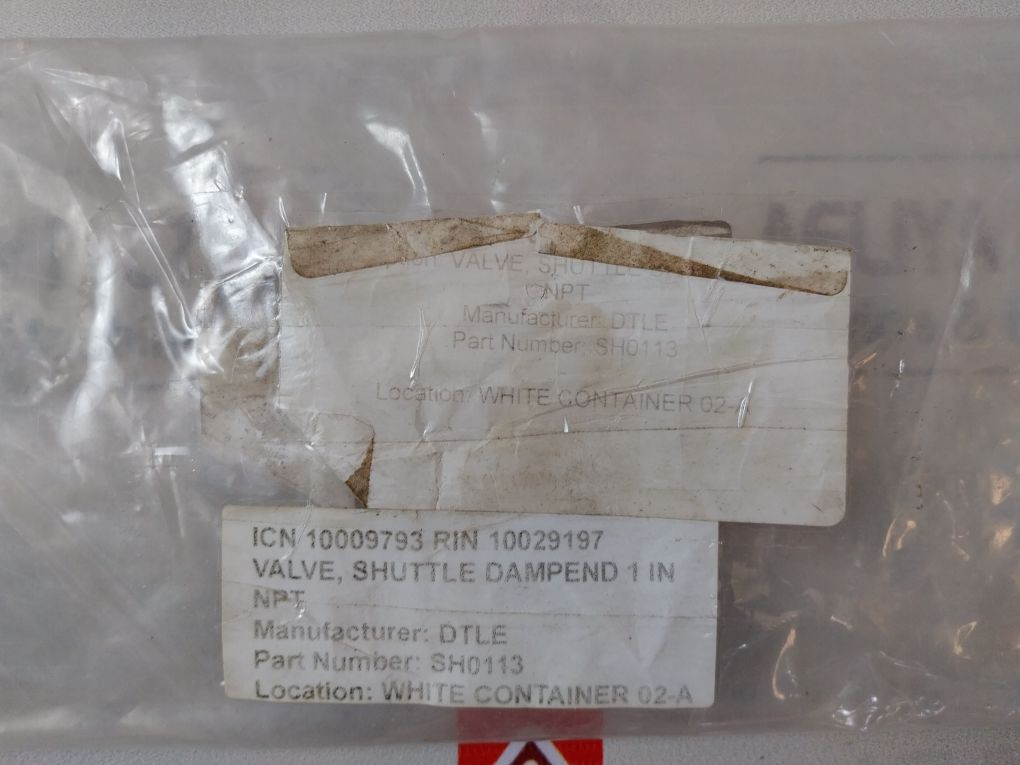 VALVE, SHUTTLE
NPT
Manufacturer: DTLE
Part Number: SH0113
Location: WHITE CONTAINER 02-A
ICN 10009793 RIN 10029197
VALVE, SHUTTLE DAMPEND 1 IN
NPT
Manufacturer: DTLE
Part Number: SH0113
Location: WHITE CONTAINER 02-A